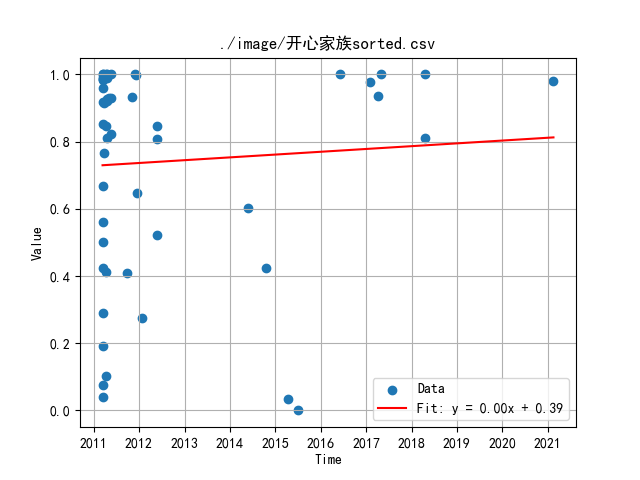 ./image/开心家族sorted.csv
1.0
0.8
0.6
0.4
0.2
0.0
Value
Data
Fit: y = 0.00x + 0.39
2011 2012 2013 2014 2015 2016 2017 2018 2019 2020 2021
Time